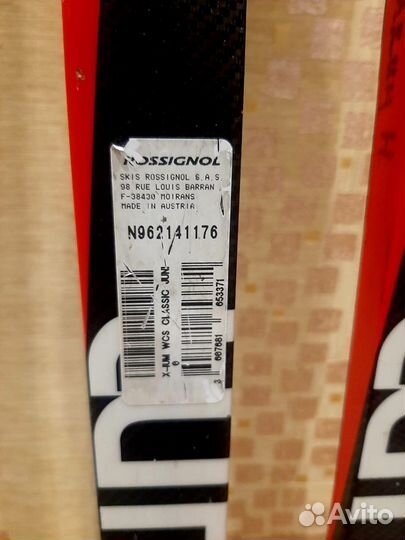 ROSSIGNOL
SKIS ROSSIGNOL S.A.S.
98 RUE LOUIS BARRAN
F-38430 MOIRANS
MADE IN AUSTRIA
N962141176
X-IUM WCS CLASSIC JUNI
3 607681 653371
Avito